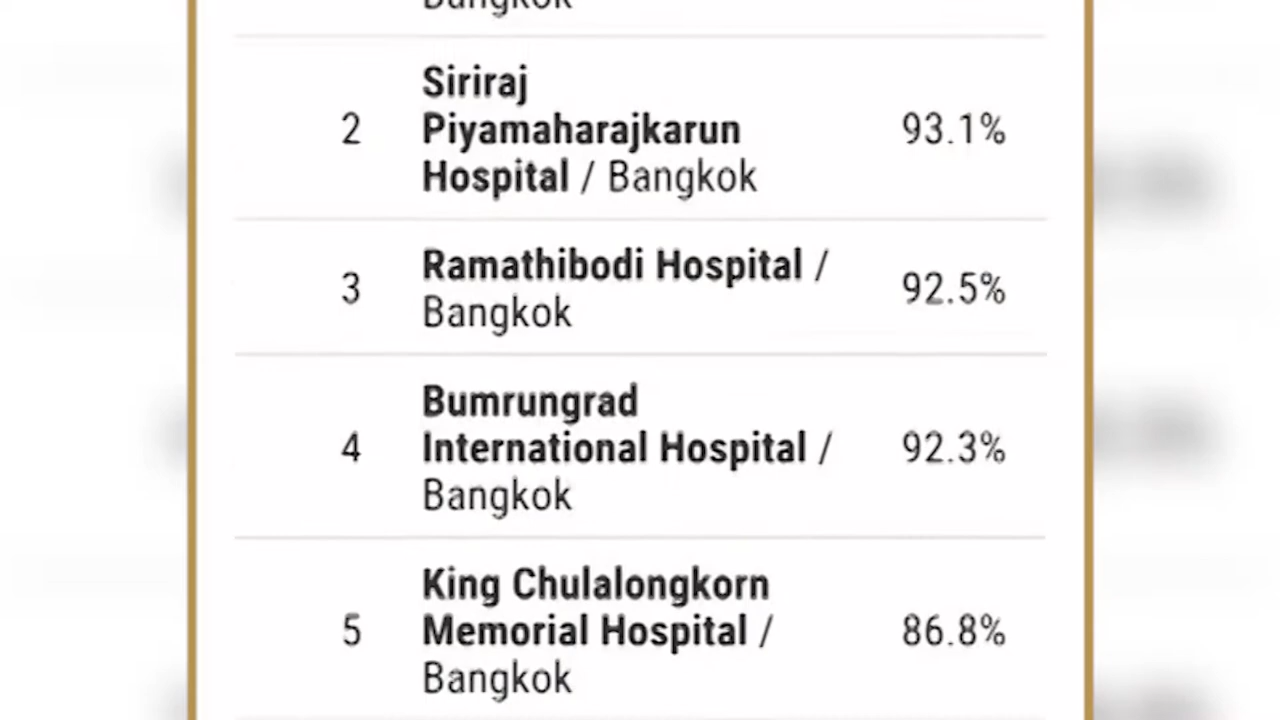 Bangkok
2
Siriraj
Piyamaharajkarun
Hospital / Bangkok
93.1%
3
Ramathibodi Hospital /
Bangkok
92.5%
4
Bumrungrad
International Hospital /
Bangkok
92.3%
5
King Chulalongkorn
Memorial Hospital /
Bangkok
86.8%